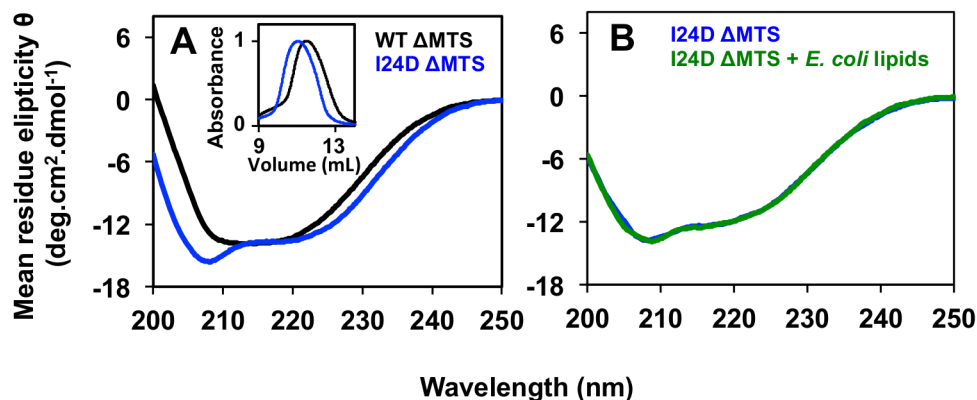 Mean residue elipticity θ
(deg.cm².dmol⁻¹)
6
0
-6
-12
-18
200
210
220
230
240
250
A
WT ΔMTS
I24D ΔMTS
Absorbance
1
0
9
13
Volume (mL)
6
0
-6
-12
-18
200
210
220
230
240
250
B
I24D ΔMTS
I24D ΔMTS + E. coli lipids
Wavelength (nm)